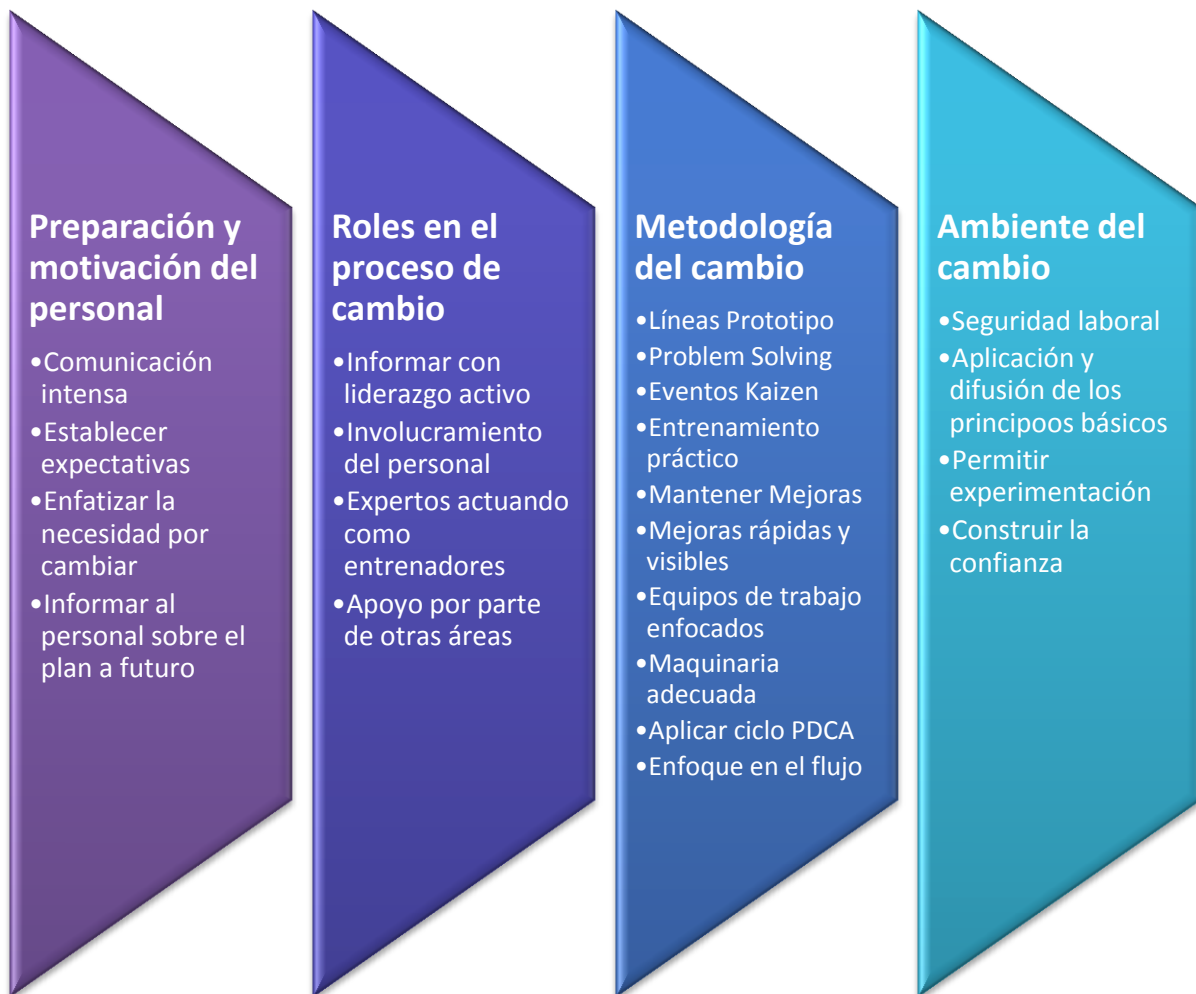 Preparación y
motivación del
personal
•Comunicación
intensa
•Establecer
expectativas
•Enfatizar la
necesidad por
cambiar
•Informar al
personal sobre el
plan a futuro
Roles en el
proceso de
cambio
•Informar con
liderazgo activo
•Involucramiento
del personal
•Expertos actuando
como
entrenadores
•Apoyo por parte
de otras áreas
Metodología
del cambio
•Líneas Prototipo
•Problem Solving
•Eventos Kaizen
•Entrenamiento
práctico
•Mantener Mejoras
•Mejoras rápidas y
visibles
•Equipos de trabajo
enfocados
•Maquinaria
adecuada
•Aplicar ciclo PDCA
•Enfoque en el flujo
Ambiente del
cambio
•Seguridad laboral
•Aplicación y
difusión de los
principoos básicos
•Permitir
experimentación
•Construir la
confianza